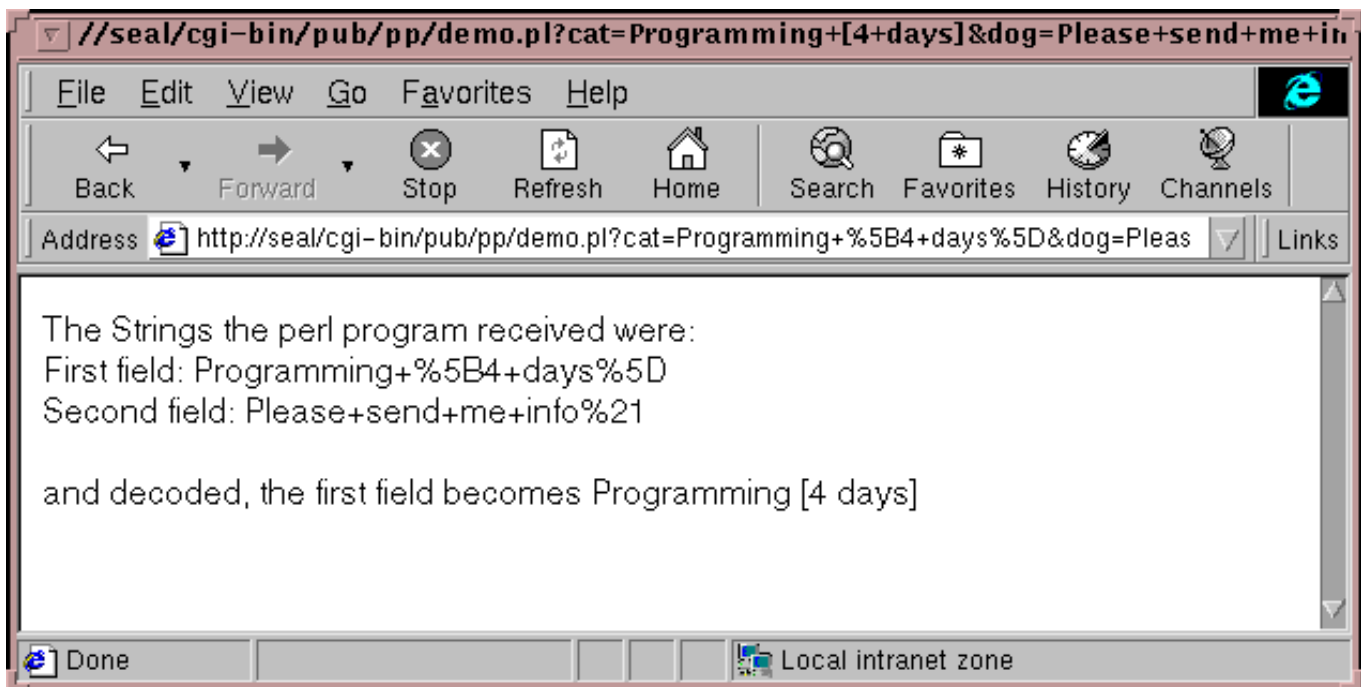 //seal/cgi-bin/pub/pp/demo.pl?cat=Programming+[4+days]&dog=Please+send+me+in
File Edit View Go Favorites Help
Back Forward Stop Refresh Home Search Favorites History Channels
Address http://seal/cgi-bin/pub/pp/demo.pl?cat=Programming+%5B4+days%5D&dog=Pleas Links
The Strings the perl program received were:
First field: Programming+%5B4+days%5D
Second field: Please+send+me+info%21
and decoded, the first field becomes Programming [4 days]
Done Local intranet zone